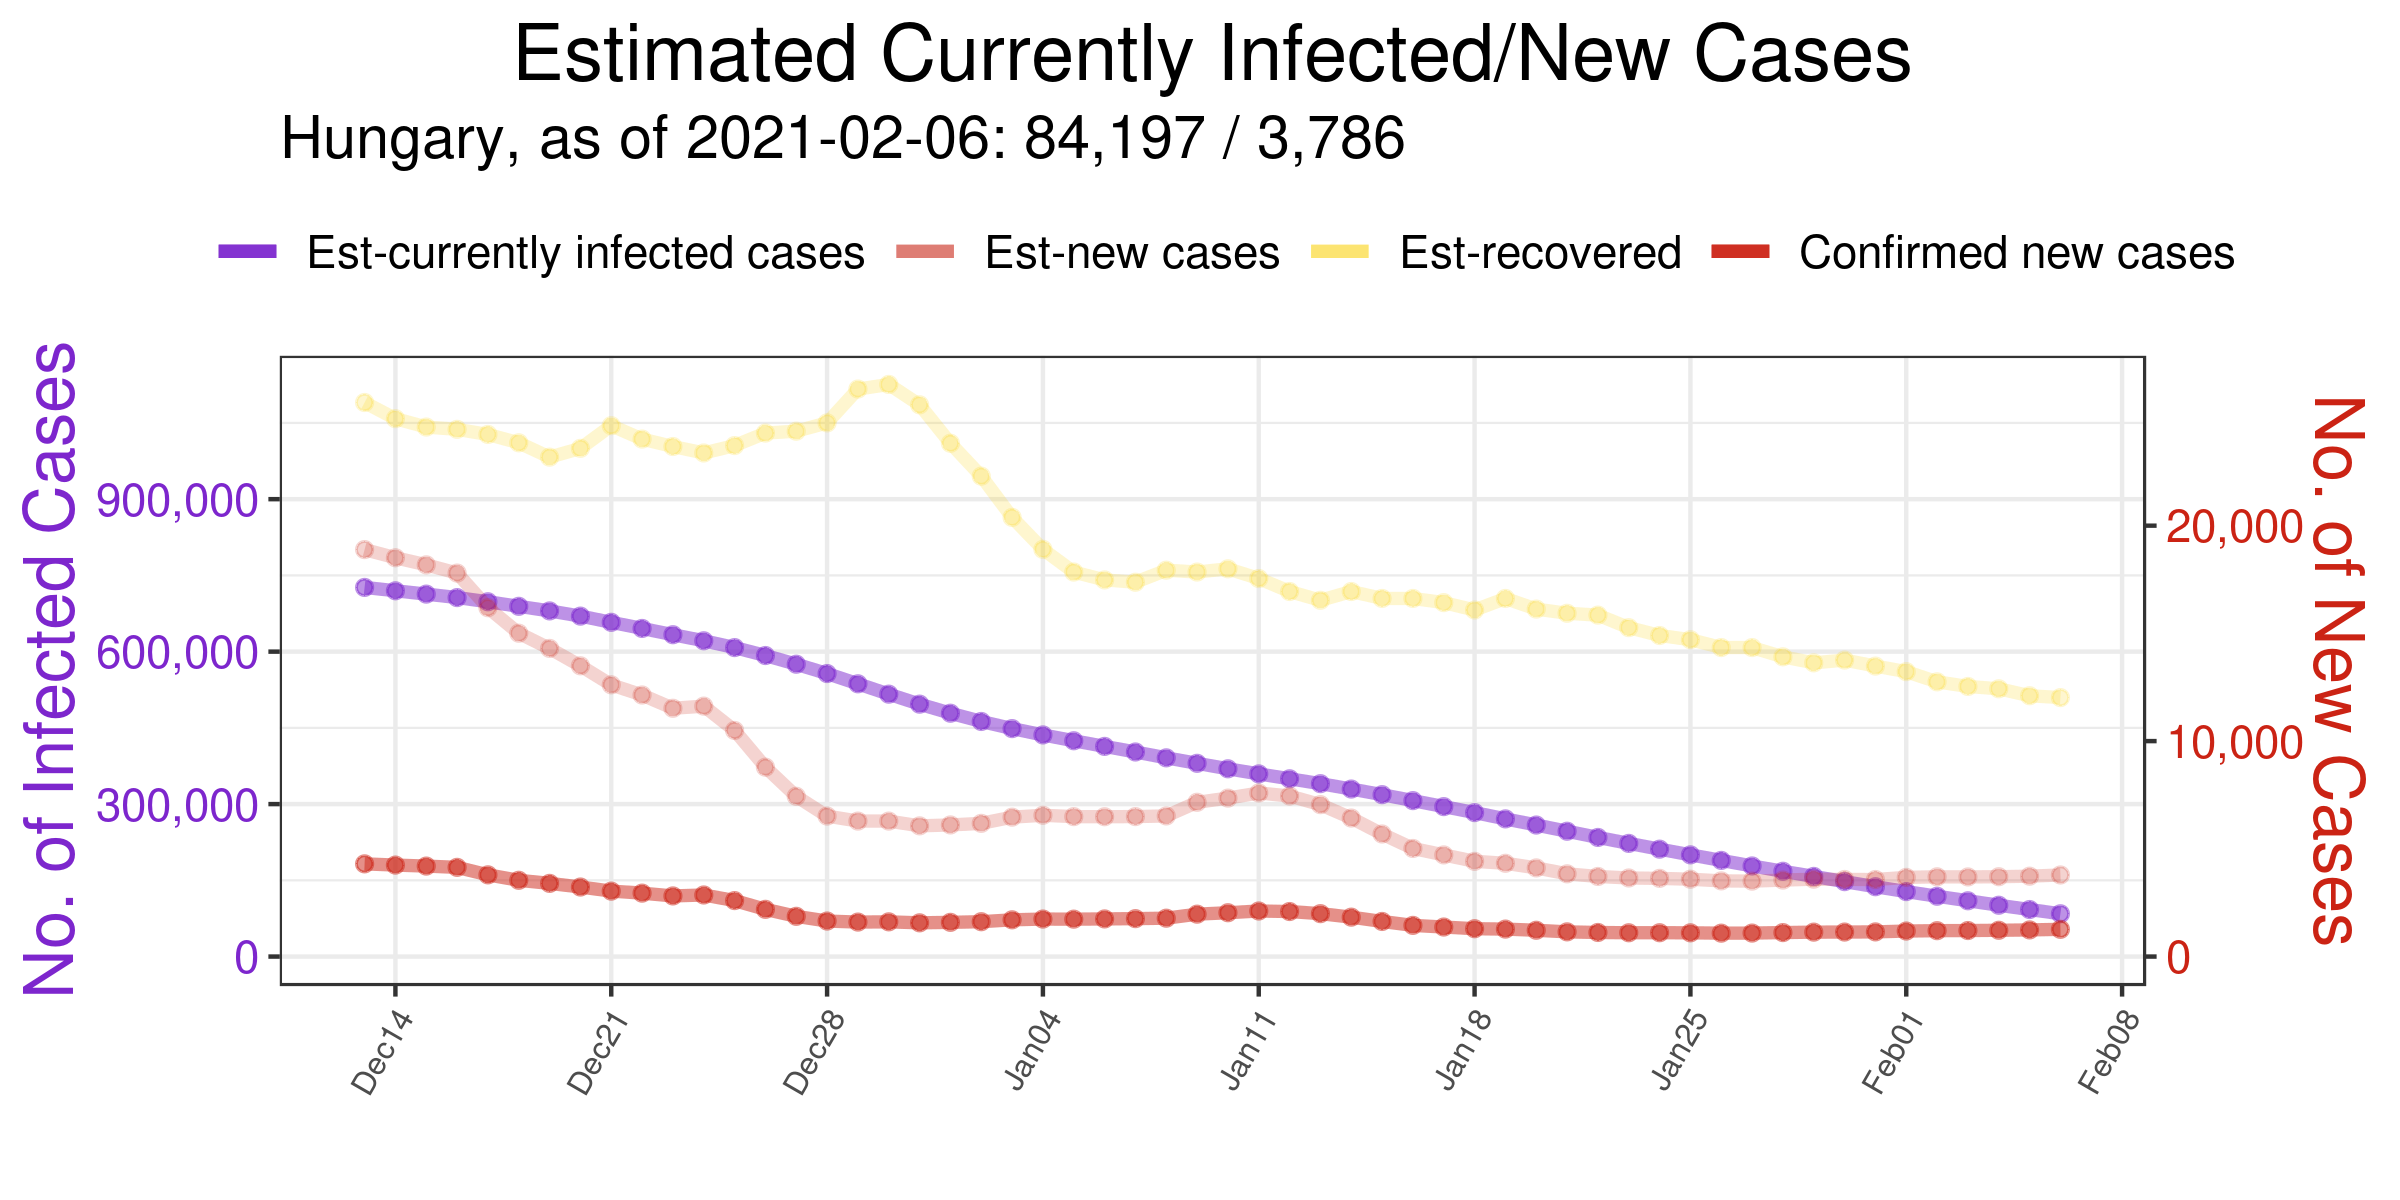 Estimated Currently Infected/New Cases
Hungary, as of 2021-02-06: 84,197 / 3,786
Est-currently infected cases Est-new cases Est-recovered Confirmed new cases
No. of Infected Cases
900,000
600,000
300,000
0
20,000
10,000
0
No. of New Cases
Dec14 Dec21 Dec28 Jan04 Jan11 Jan18 Jan25 Feb01 Feb08